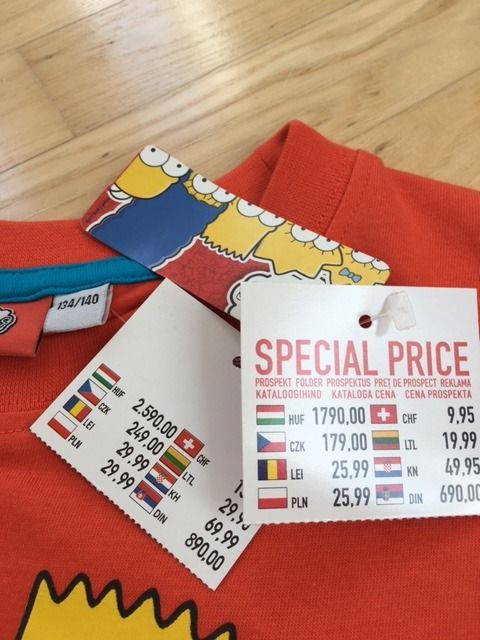 134/140
HUF 2.590,00 CHF
CZK 249,00 LTL
LEI 29,99 KH 69,99
PLN 29,99 DIN 890,00
SPECIAL PRICE
PROSPEKT FOLDER PROSPEKTUS PREȚ DE PROSPECT REKLAMA
KATALOOGIHIND KATALOGA CENA CENA PROSPEKTA
HUF 1790,00 CHF 9,95
CZK 179,00 LTL 19,99
LEI 25,99 KN 49,95
PLN 25,99 DIN 690,00